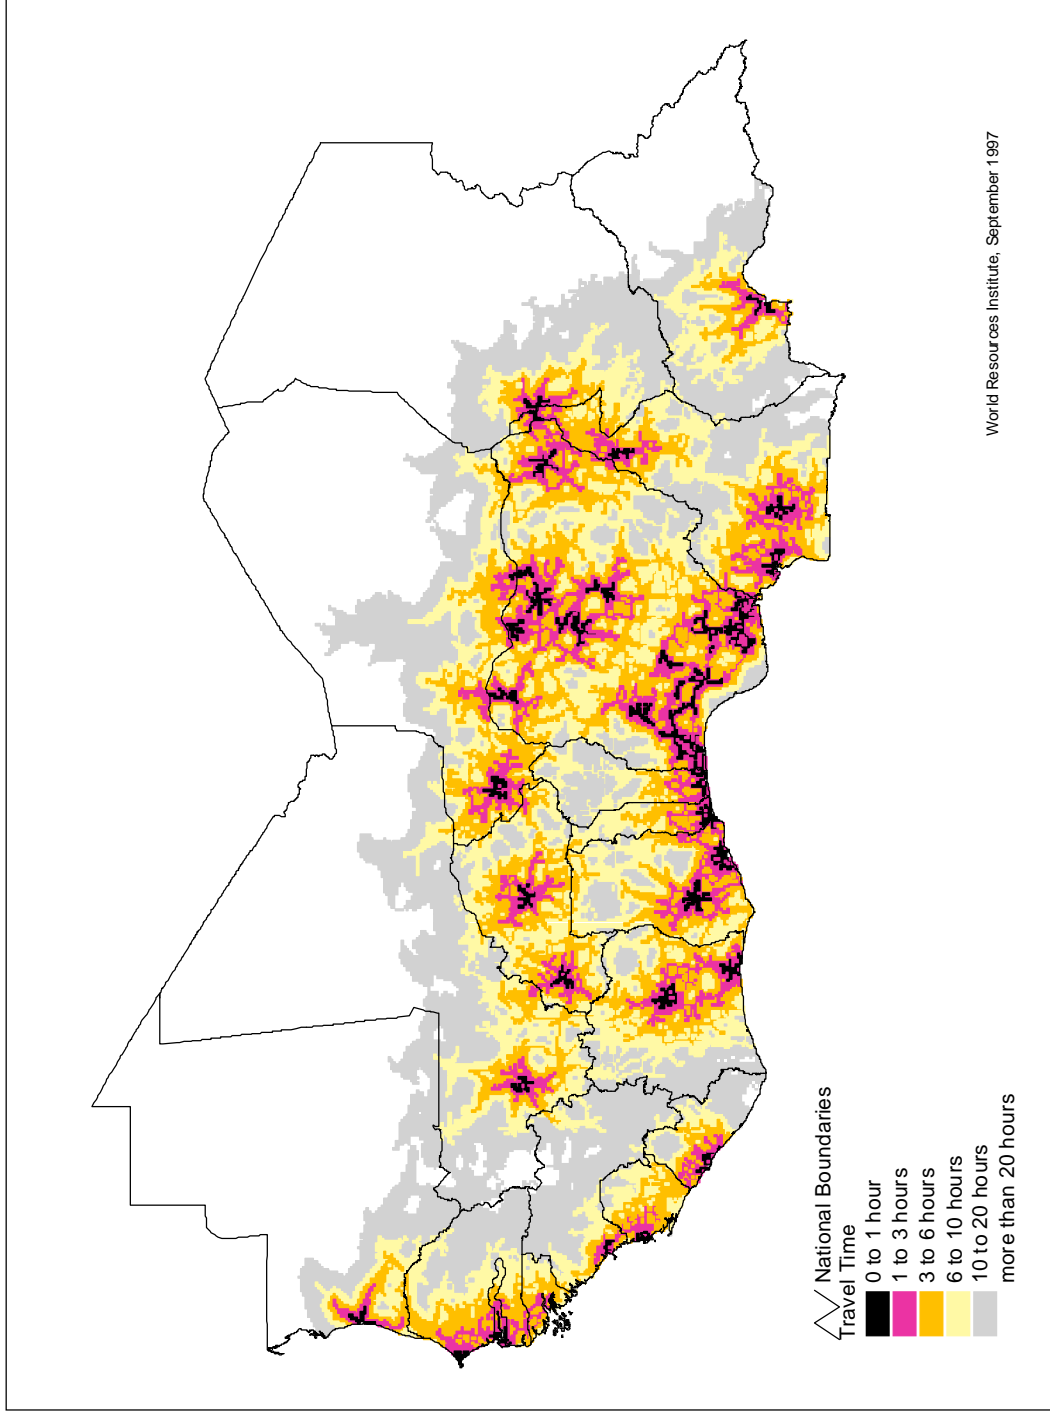 World Resources Institute, September 1997
National Boundaries
Travel Time
0 to 1 hour
1 to 3 hours
3 to 6 hours
6 to 10 hours
10 to 20 hours
more than 20 hours